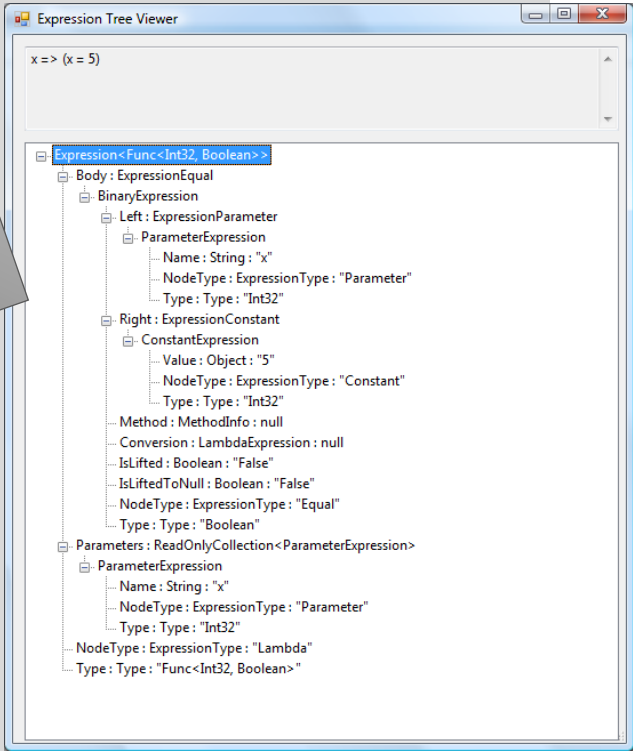 Expression Tree Viewer
x => (x = 5)
Expression<Func<Int32, Boolean>>
Body : ExpressionEqual
BinaryExpression
Left : ExpressionParameter
ParameterExpression
Name : String : "x"
NodeType : ExpressionType : "Parameter"
Type : Type : "Int32"
Right : ExpressionConstant
ConstantExpression
Value : Object : "5"
NodeType : ExpressionType : "Constant"
Type : Type : "Int32"
Method : MethodInfo : null
Conversion : LambdaExpression : null
IsLifted : Boolean : "False"
IsLiftedToNull : Boolean : "False"
NodeType : ExpressionType : "Equal"
Type : Type : "Boolean"
Parameters : ReadOnlyCollection<ParameterExpression>
ParameterExpression
Name : String : "x"
NodeType : ExpressionType : "Parameter"
Type : Type : "Int32"
NodeType : ExpressionType : "Lambda"
Type : Type : "Func<Int32, Boolean>"